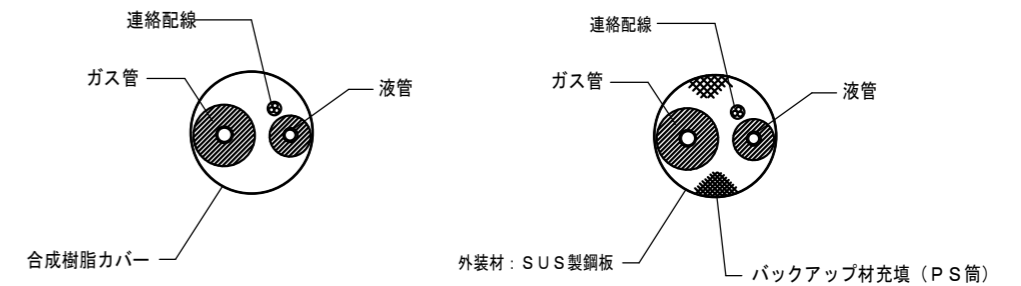 連絡配線
ガス管
液管
合成樹脂カバー
連絡配線
ガス管
液管
外装材：ＳＵＳ製鋼板
バックアップ材充填（ＰＳ筒）